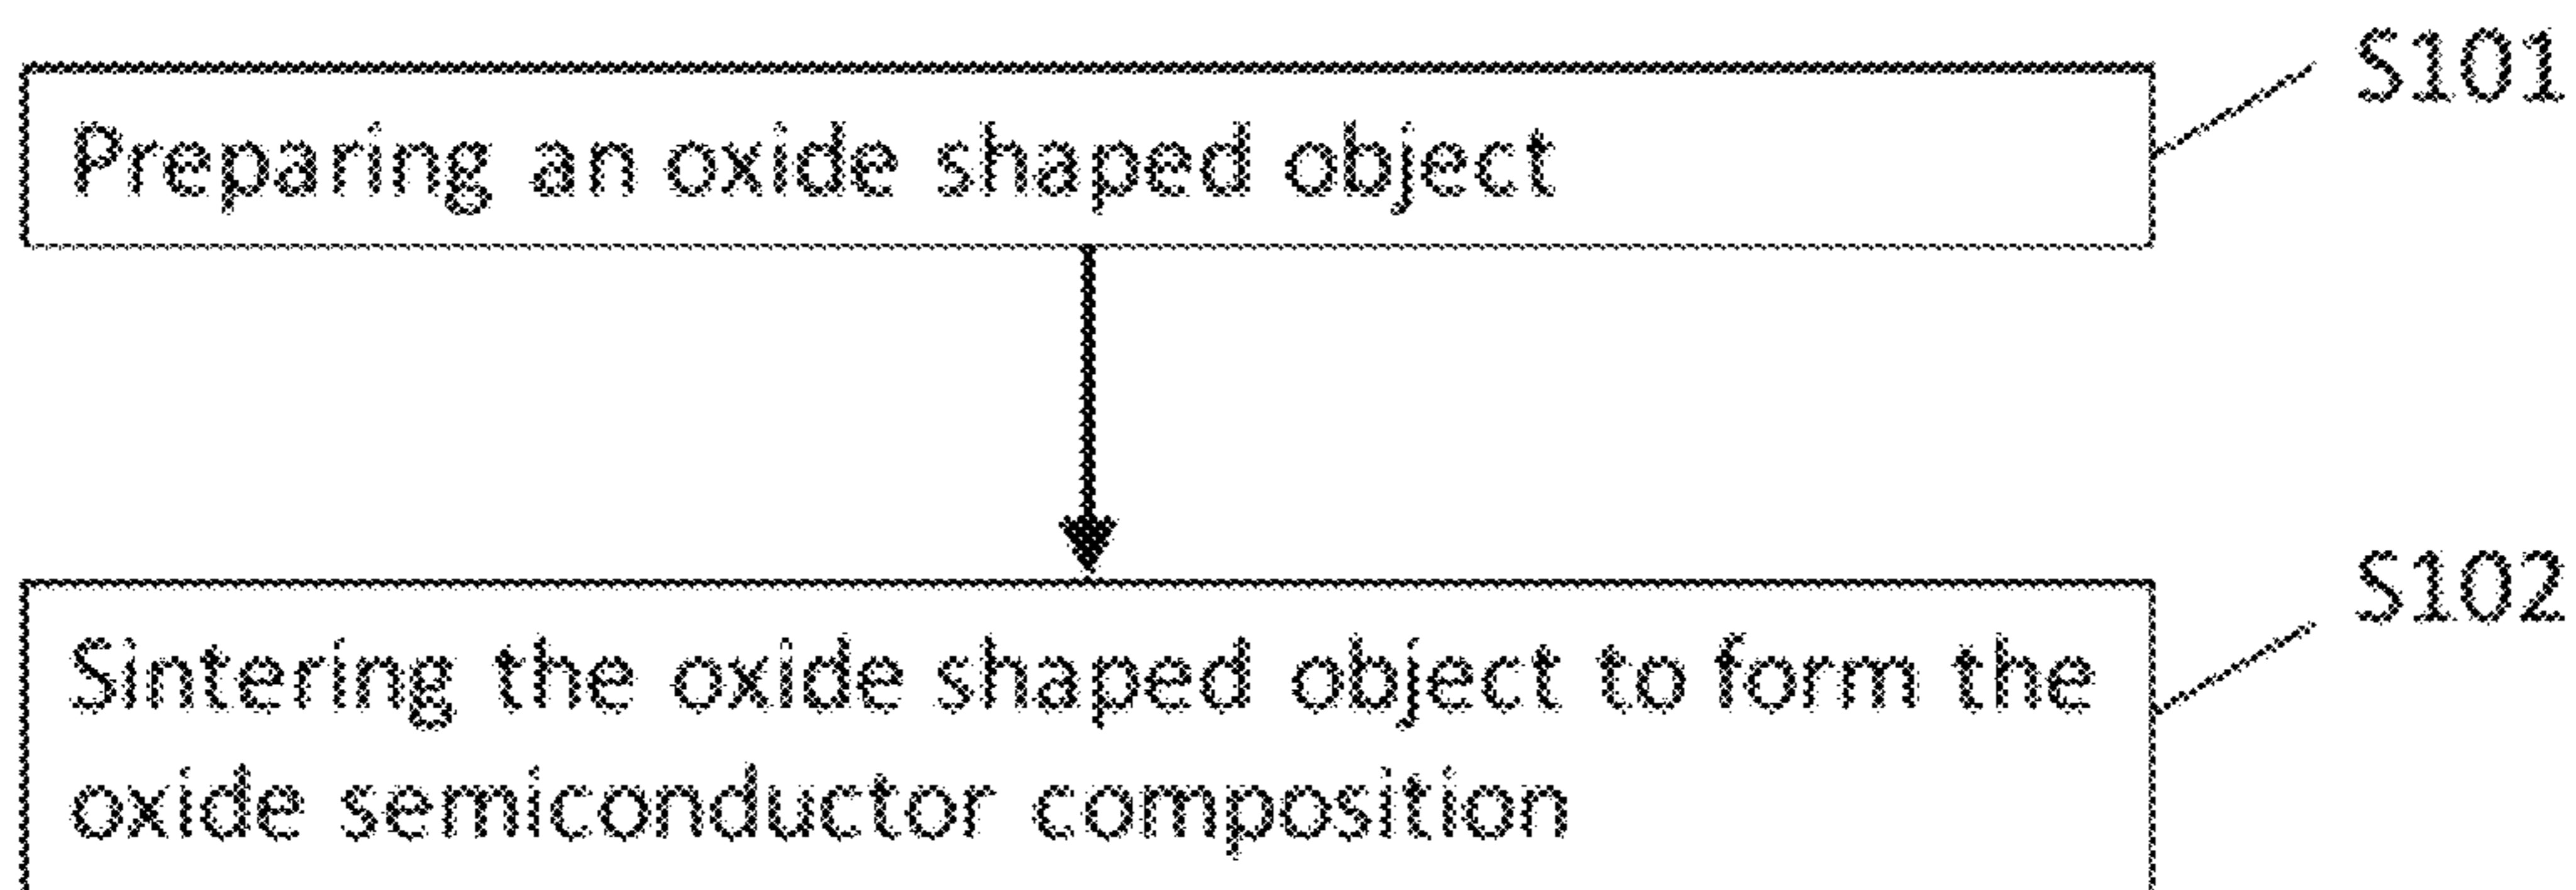 S101
Preparing an oxide shaped object
S102
Sintering the oxide shaped object to form the
oxide semiconductor composition